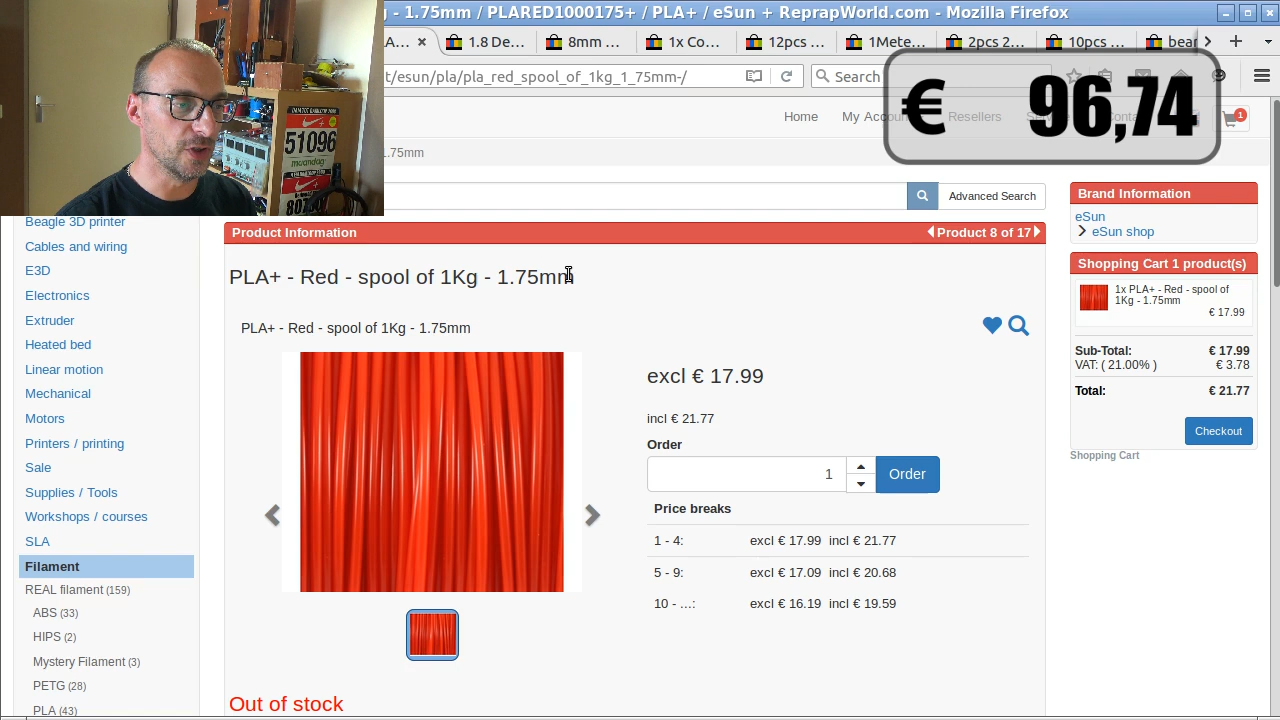 - 1.75mm / PLARED1000175+ / PLA+ / eSun + ReprapWorld.com - Mozilla Firefox
A... × 1.8 De... 8mm ... 1x Co... 12pcs ... 1Mete... 2pcs 2... 10pcs ... bear
t/esun/pla/pla_red_spool_of_1kg_1_75mm-/ Search
€ 96,74
Home My Accou Resellers
1
1.75mm
DAM TOT DAMLOOP
51096
maandag
807
Advanced Search
Beagle 3D printer
Cables and wiring
E3D
Electronics
Extruder
Heated bed
Linear motion
Mechanical
Motors
Printers / printing
Sale
Supplies / Tools
Workshops / courses
SLA
Filament
REAL filament (159)
ABS (33)
HIPS (2)
Mystery Filament (3)
PETG (28)
PLA (43)
Product Information Product 8 of 17
PLA+ - Red - spool of 1Kg - 1.75mm
PLA+ - Red - spool of 1Kg - 1.75mm
excl € 17.99
incl € 21.77
Order
1 Order
Price breaks
1 - 4: excl € 17.99 incl € 21.77
5 - 9: excl € 17.09 incl € 20.68
10 - ...: excl € 16.19 incl € 19.59
Out of stock
Brand Information
eSun
eSun shop
Shopping Cart 1 product(s)
1x PLA+ - Red - spool of
1Kg - 1.75mm
€ 17.99
Sub-Total: € 17.99
VAT: ( 21.00% ) € 3.78
Total: € 21.77
Checkout
Shopping Cart